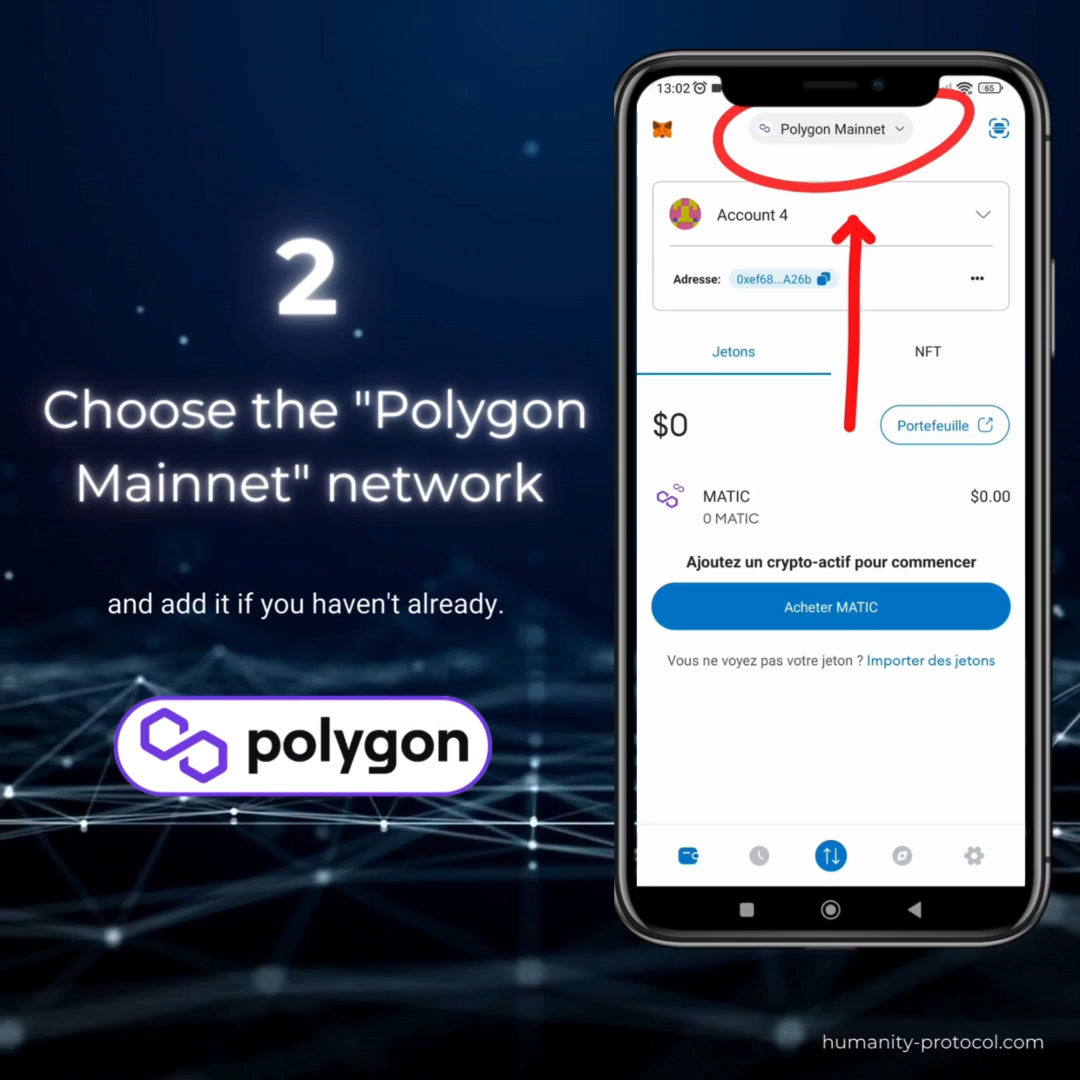 2
Choose the "Polygon
Mainnet" network
and add it if you haven't already.
polygon
13:02
65
Polygon Mainnet
Account 4
Adresse: 0xef68...A26b
Jetons
NFT
$0
Portefeuille
MATIC
$0.00
0 MATIC
Ajoutez un crypto-actif pour commencer
Acheter MATIC
Vous ne voyez pas votre jeton ? Importer des jetons
humanity-protocol.com